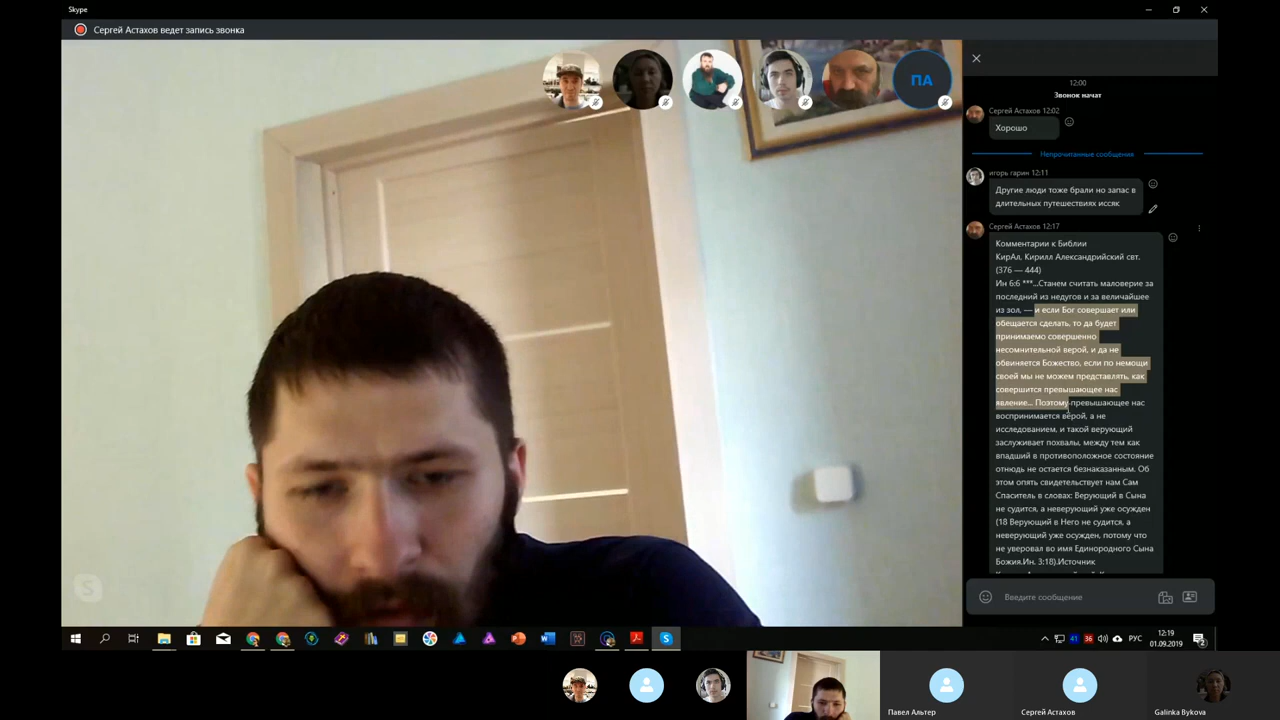 Skype
Сергей Астахов ведет запись звонка
ПА
12:00
Звонок начат
Сергей Астахов 12:02
Хорошо
Непрочитанные сообщения
игорь гарин 12:11
Другие люди тоже брали но запас в
длительных путешествиях иссяк
Сергей Астахов 12:17
Комментарии к Библии
КирАл, Кирилл Александрийский свт.
(376 — 444)
Ин 6:6 ***...Станем считать маловерие за
последний из недугов и за величайшее
из зол, — и если Бог совершает или
обещается сделать, то да будет
принимаемо совершенно
несомнительной верой, и да не
обвиняется Божество, если по немощи
своей мы не можем представлять, как
совершится превышающее нас
явление... Поэтому превышающее нас
воспринимается верой, а не
исследованием, и такой верующий
заслуживает похвалы, между тем как
впадший в противоположное состояние
отнюдь не остается безнаказанным. Об
этом опять свидетельствует нам Сам
Спаситель в словах: Верующий в Сына
не судится, а неверующий уже осужден
(18 Верующий в Него не судится, а
неверующий уже осужден, потому что
не уверовал во имя Единородного Сына
Божия.Ин. 3:18).Источник
Введите сообщение
41 36 РУС
12:19
01.09.2019
2
Павел Альтер
Сергей Астахов
Galinka Bykova